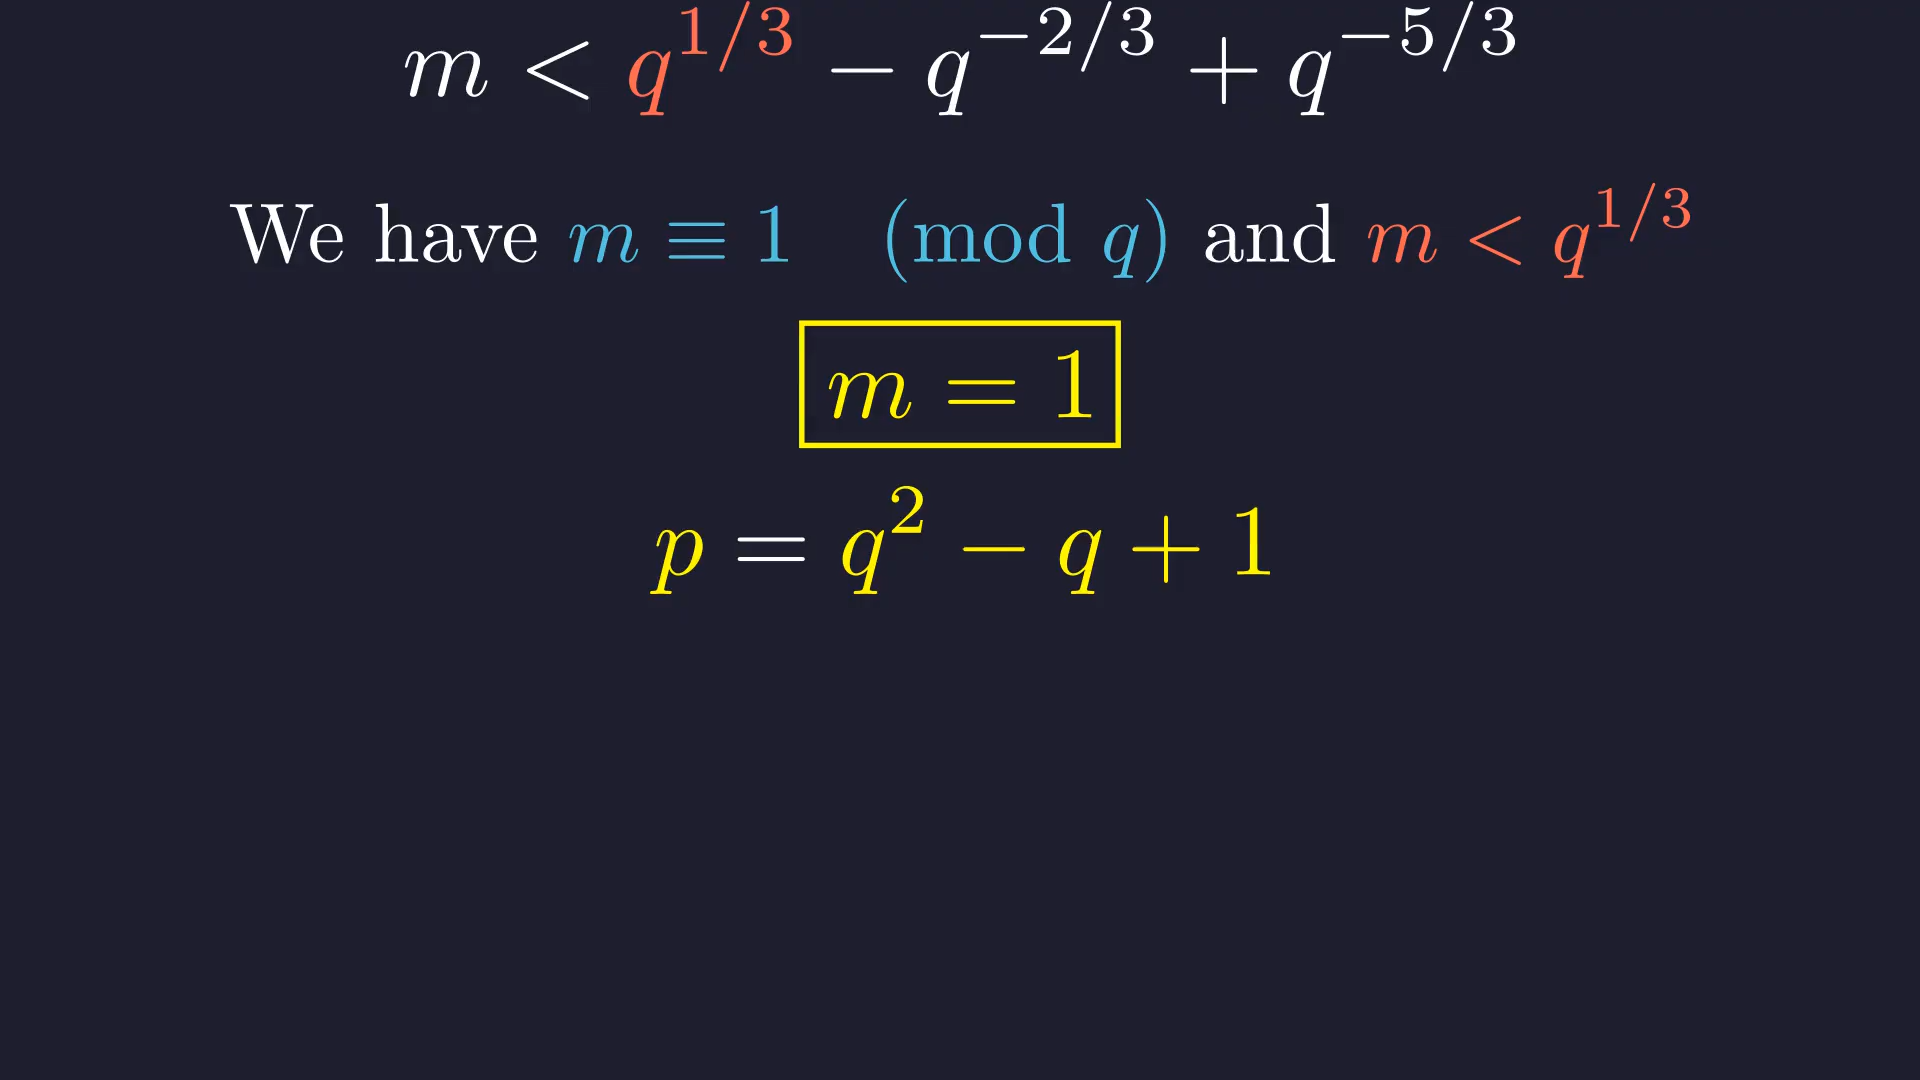 m < q^{1/3} − q^{−2/3} + q^{−5/3}
We have m ≡ 1 (mod q) and m < q^{1/3}
m = 1
p = q^2 − q + 1